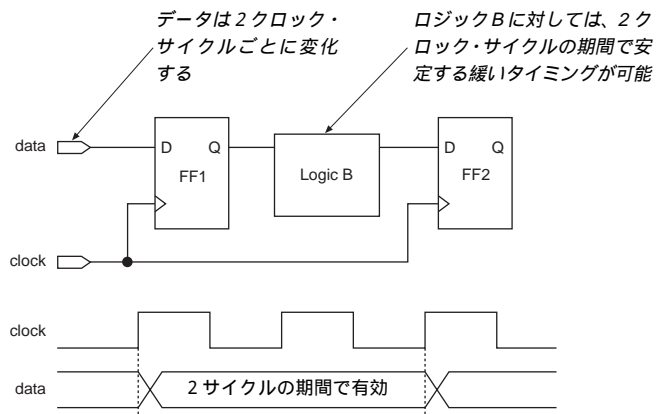 データは2クロック・
サイクルごとに変化
する
ロジックBに対しては、2ク
ロック・サイクルの期間で安
定する緩いタイミングが可能
data
D Q
FF1
Logic B
D Q
FF2
clock
clock
data
2サイクルの期間で有効